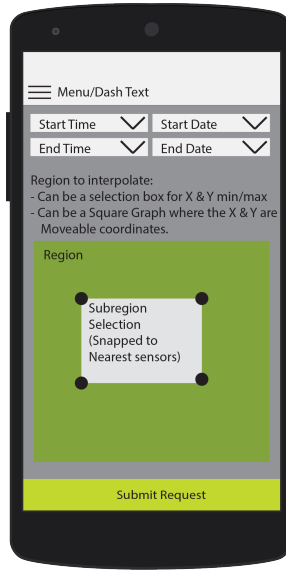 Menu/Dash Text
Start Time
Start Date
End Time
End Date
Region to interpolate:
- Can be a selection box for X & Y min/max
- Can be a Square Graph where the X & Y are
Moveable coordinates.
Region
Subregion
Selection
(Snapped to
Nearest sensors)
Submit Request